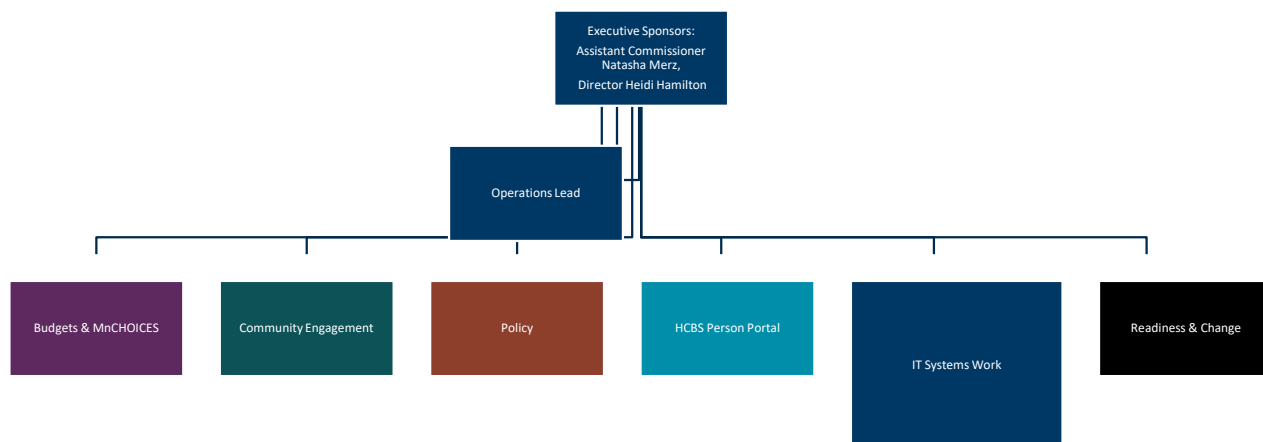 Executive Sponsors:
Assistant Commissioner
Natasha Merz,
Director Heidi Hamilton
Operations Lead
Budgets & MnCHOICES
Community Engagement
Policy
HCBS Person Portal
IT Systems Work
Readiness & Change